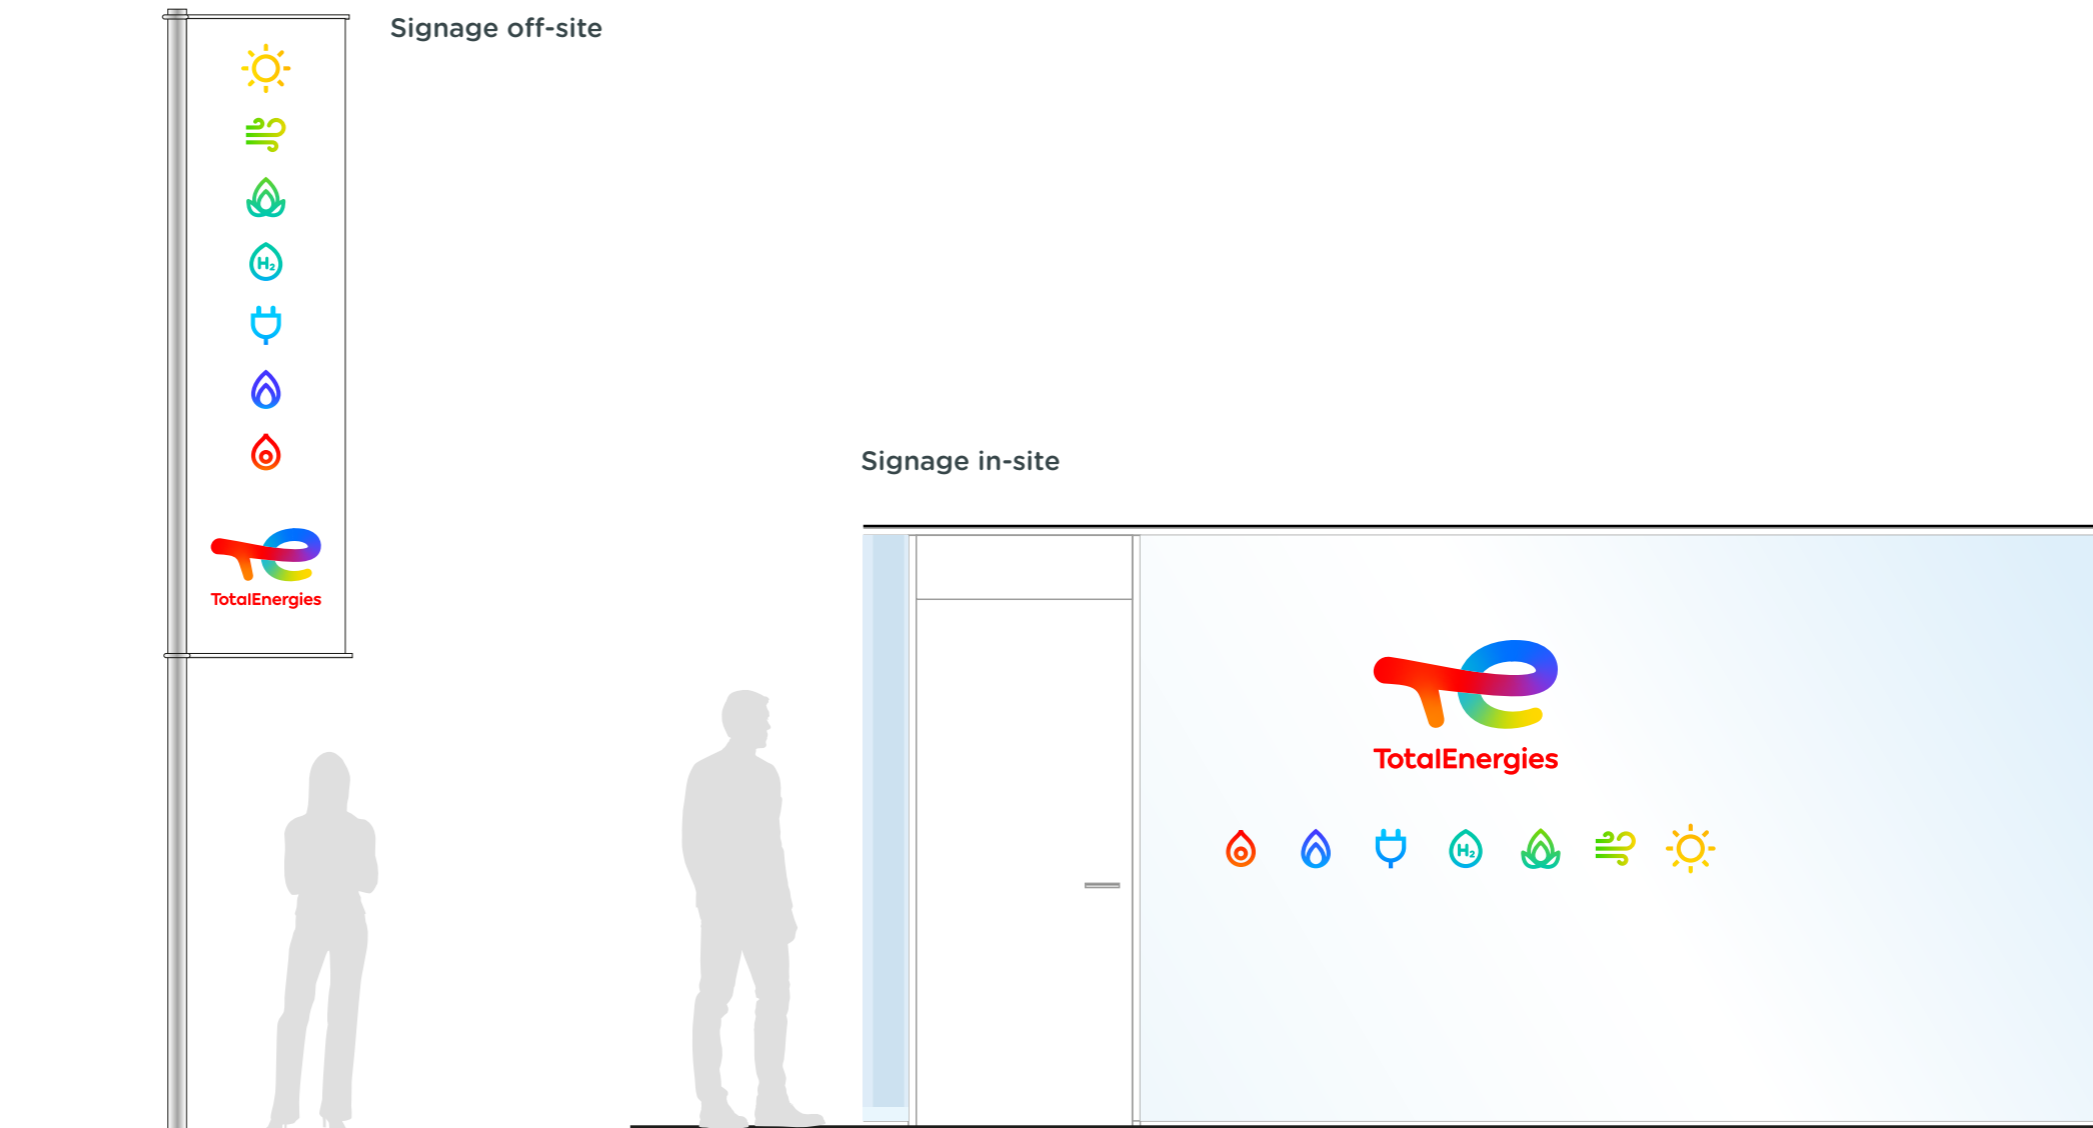 Signage off-site
H₂
TotalEnergies
Signage in-site
TotalEnergies
H₂